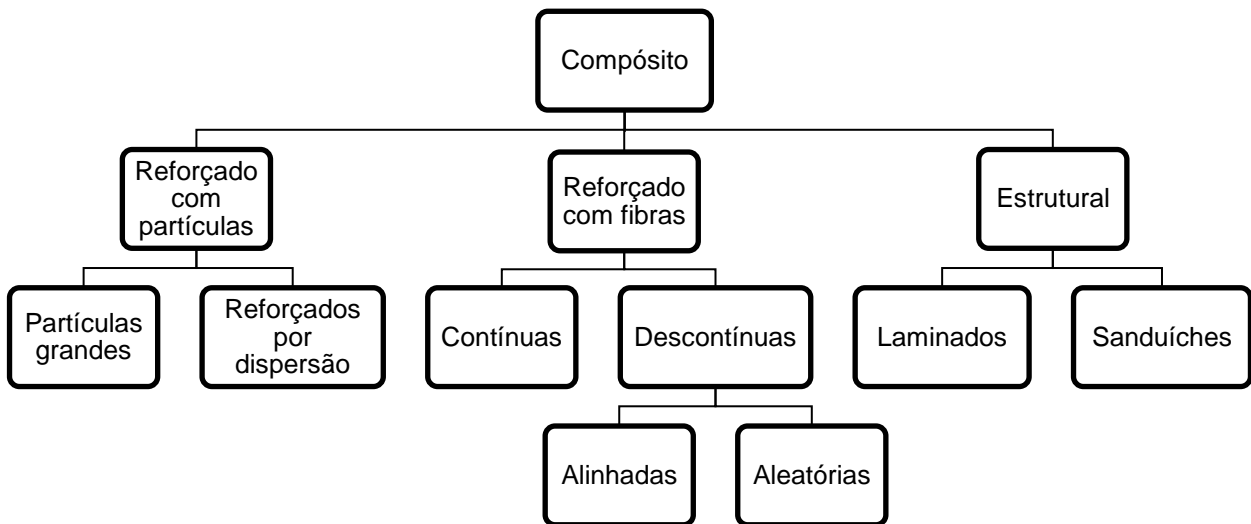 Compósito
Reforçado
com
partículas
Reforçado
com fibras
Estrutural
Partículas
grandes
Reforçados
por
dispersão
Contínuas
Descontínuas
Laminados
Sanduíches
Alinhadas
Aleatórias